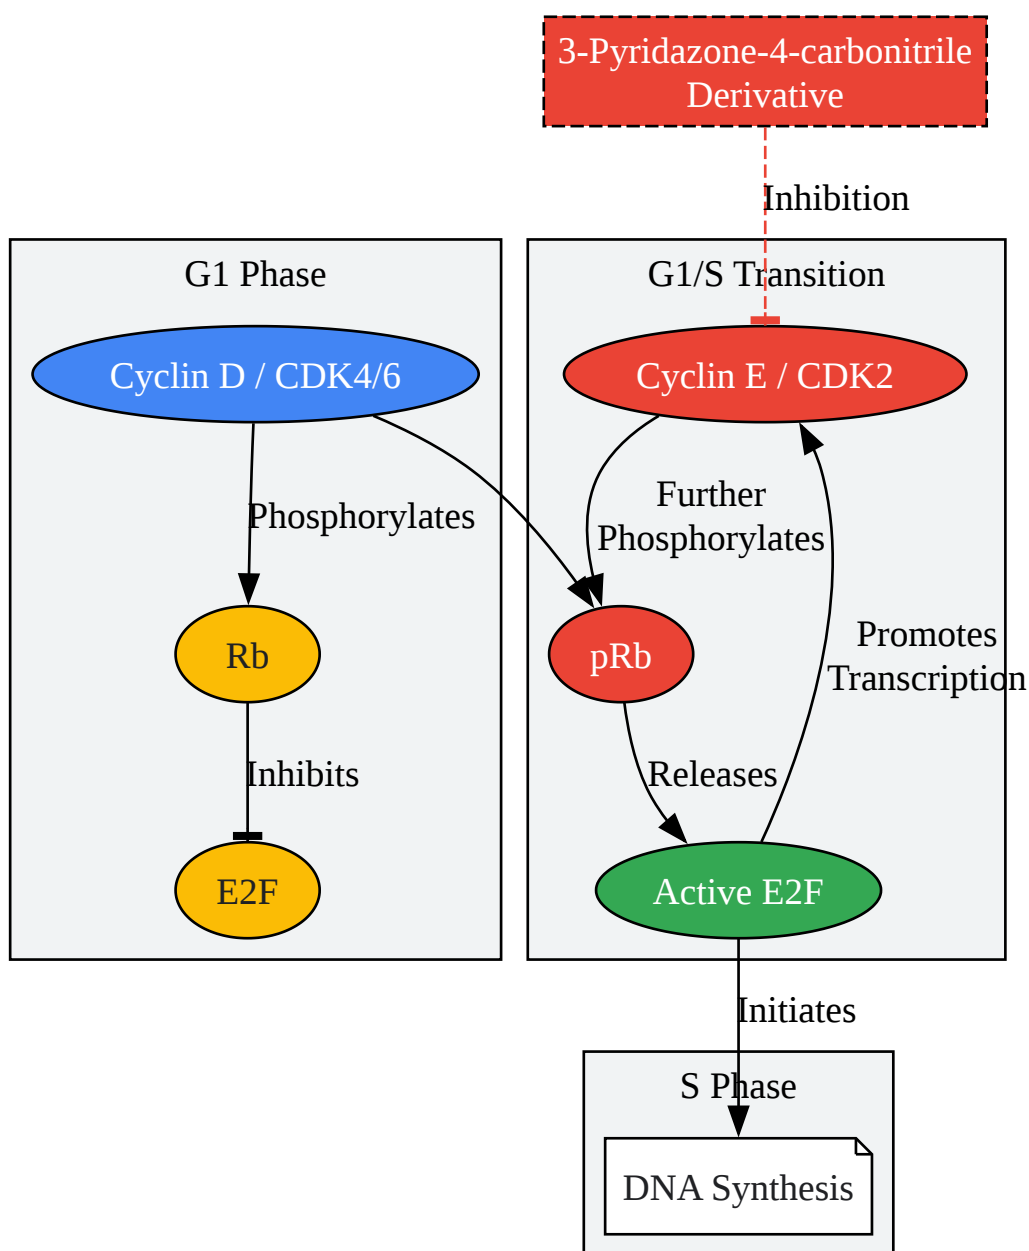 3-Pyridazone-4-carbonitrile
Derivative
Inhibition
G1 Phase
G1/S Transition
Cyclin D / CDK4/6
Cyclin E / CDK2
Phosphorylates
Further
Phosphorylates
Rb
pRb
Promotes
Transcription
Inhibits
Releases
E2F
Active E2F
Initiates
S Phase
DNA Synthesis